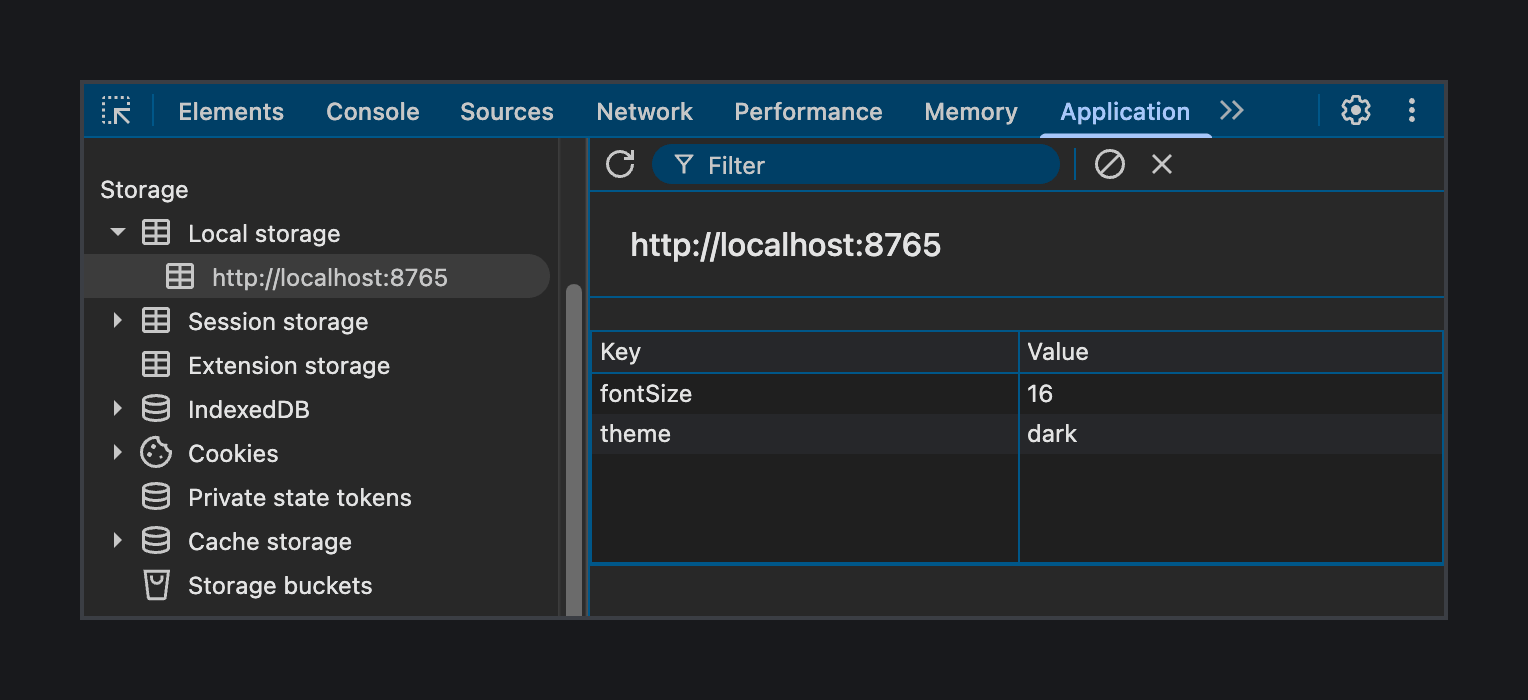 Elements Console Sources Network Performance Memory Application
Storage
Local storage
http://localhost:8765
Session storage
Extension storage
IndexedDB
Cookies
Private state tokens
Cache storage
Storage buckets
Filter
http://localhost:8765
Key Value
fontSize 16
theme dark